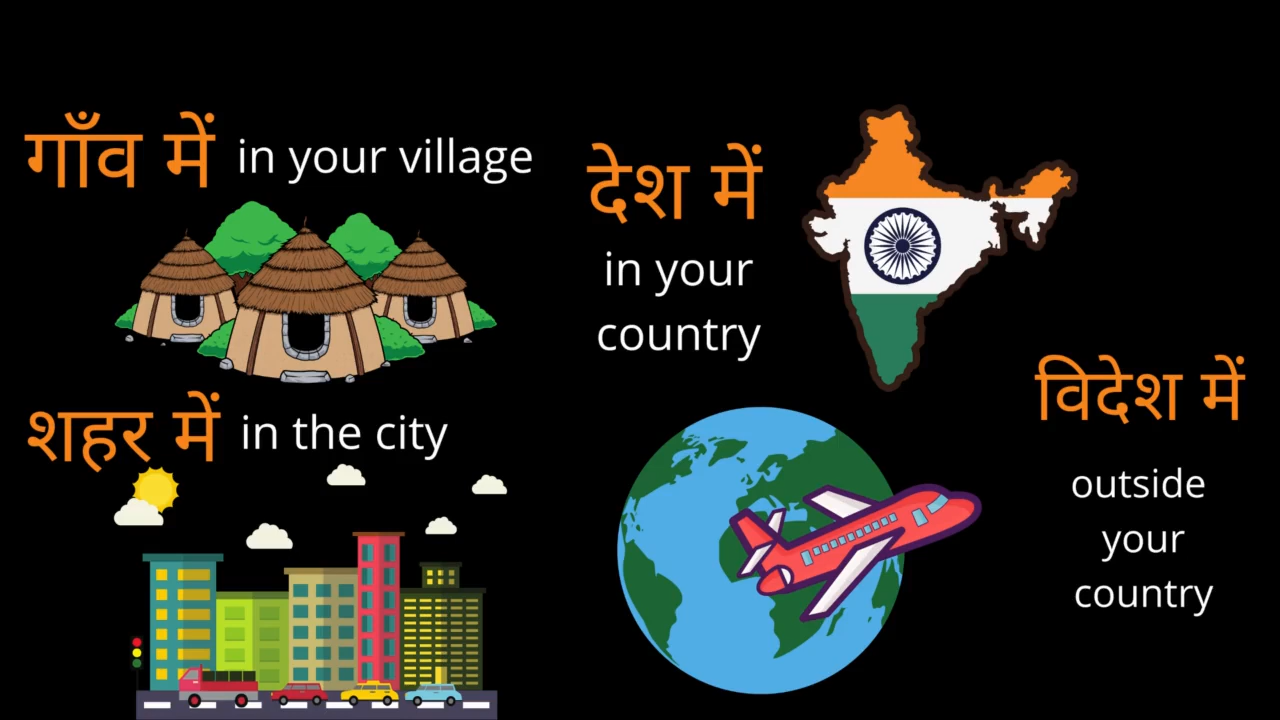 गाँव में in your village
शहर में in the city
देश में
in your
country
विदेश में
outside
your
country